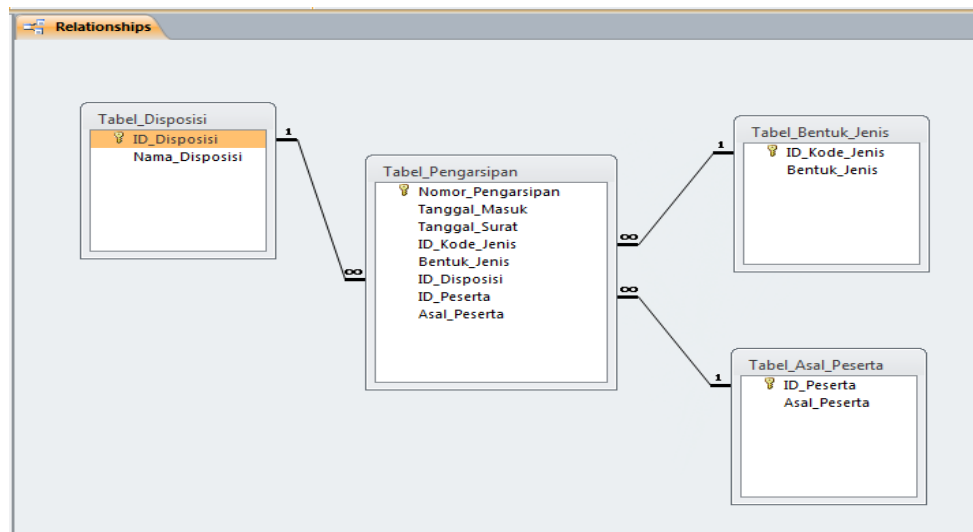 Relationships
Tabel_Disposisi
ID_Disposisi
Nama_Disposisi
1
∞
Tabel_Pengarsipan
Nomor_Pengarsipan
Tanggal_Masuk
Tanggal_Surat
ID_Kode_Jenis
Bentuk_Jenis
ID_Disposisi
ID_Peserta
Asal_Peserta
∞
∞
1
Tabel_Bentuk_Jenis
ID_Kode_Jenis
Bentuk_Jenis
1
Tabel_Asal_Peserta
ID_Peserta
Asal_Peserta